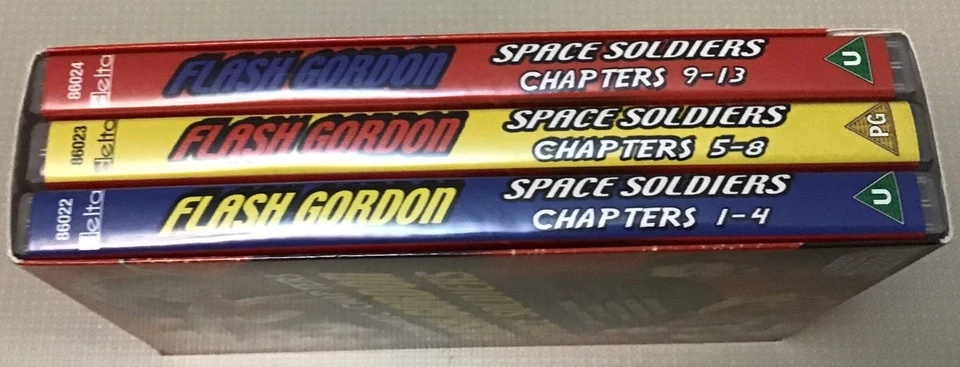 86024
delta
FLASH GORDON
SPACE SOLDIERS
CHAPTERS 9-13
U
86023
delta
FLASH GORDON
SPACE SOLDIERS
CHAPTERS 5-8
PG
86022
delta
FLASH GORDON
SPACE SOLDIERS
CHAPTERS 1-4
U